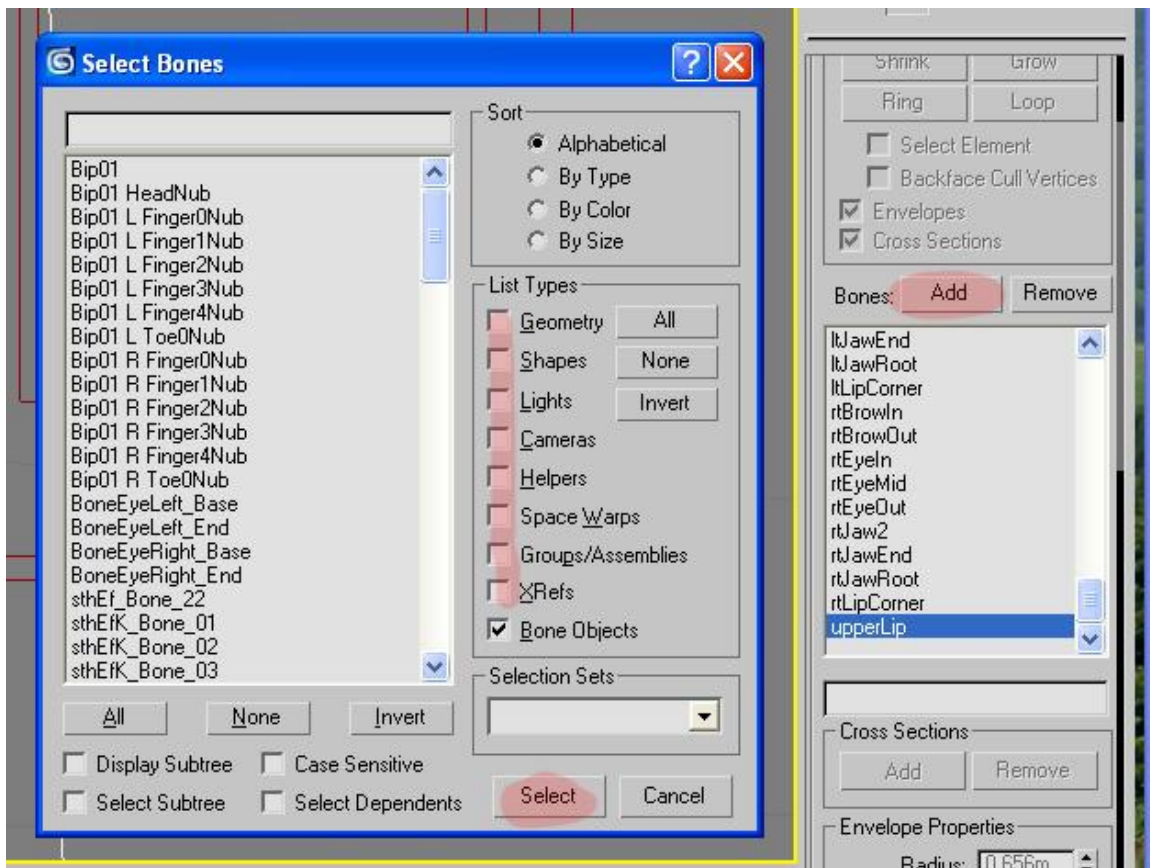 Select Bones
Bip01
Bip01 HeadNub
Bip01 L Finger0Nub
Bip01 L Finger1Nub
Bip01 L Finger2Nub
Bip01 L Finger3Nub
Bip01 L Finger4Nub
Bip01 L Toe0Nub
Bip01 R Finger0Nub
Bip01 R Finger1Nub
Bip01 R Finger2Nub
Bip01 R Finger3Nub
Bip01 R Finger4Nub
Bip01 R Toe0Nub
BoneEyeLeft_Base
BoneEyeLeft_End
BoneEyeRight_Base
BoneEyeRight_End
sthEf_Bone_22
sthEfK_Bone_01
sthEfK_Bone_02
sthEfK_Bone_03
All None Invert
Display Subtree Case Sensitive
Select Subtree Select Dependents
Sort
Alphabetical
By Type
By Color
By Size
List Types
Geometry All
Shapes None
Lights Invert
Cameras
Helpers
Space Warps
Groups/Assemblies
XRefs
Bone Objects
Selection Sets
Select Cancel
Shrink Grow
Ring Loop
Select Element
Backface Cull Vertices
Envelopes
Cross Sections
Bones: Add Remove
ltJawEnd
ltJawRoot
ltLipCorner
rtBrowIn
rtBrowOut
rtEyeIn
rtEyeMid
rtEyeOut
rtJaw2
rtJawEnd
rtJawRoot
rtLipCorner
upperLip
Cross Sections
Add Remove
Envelope Properties
Radius: 0.656m